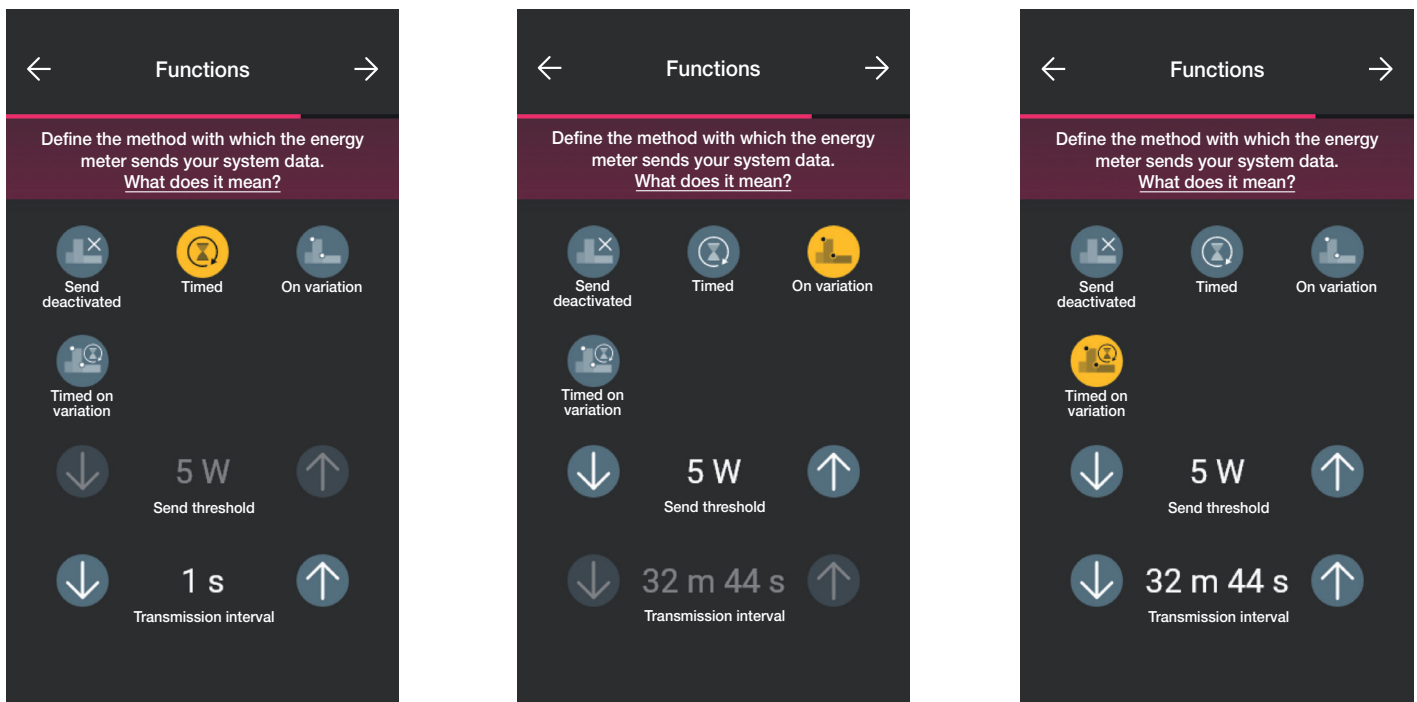 Functions
Define the method with which the energy
meter sends your system data.
What does it mean?
Send
deactivated
Timed
On variation
Timed on
variation
5 W
Send threshold
1 s
Transmission interval
Functions
Define the method with which the energy
meter sends your system data.
What does it mean?
Send
deactivated
Timed
On variation
Timed on
variation
5 W
Send threshold
32 m 44 s
Transmission interval
Functions
Define the method with which the energy
meter sends your system data.
What does it mean?
Send
deactivated
Timed
On variation
Timed on
variation
5 W
Send threshold
32 m 44 s
Transmission interval